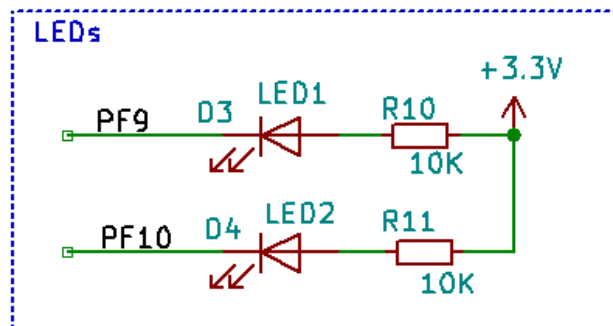 LEDs
+3.3V
PF9
D3
LED1
R10
10K
PF10
D4
LED2
R11
10K